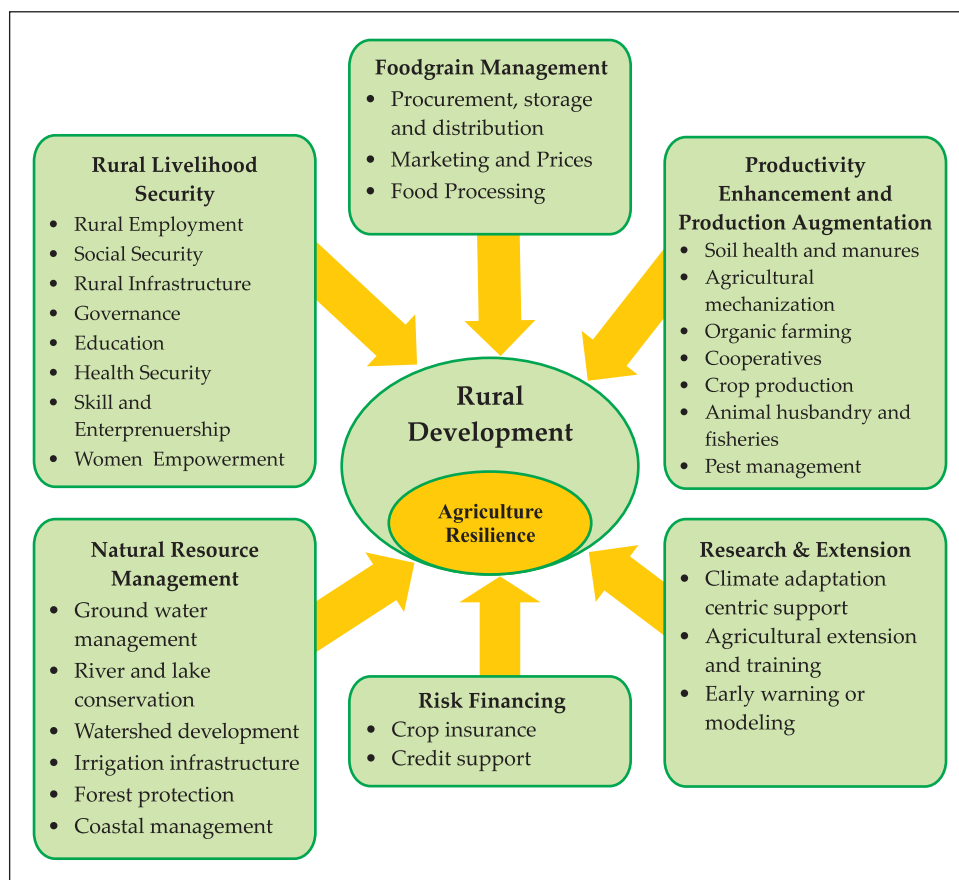 Foodgrain Management
• Procurement, storage
and distribution
• Marketing and Prices
• Food Processing
Rural Livelihood
Security
• Rural Employment
• Social Security
• Rural Infrastructure
• Governance
• Education
• Health Security
• Skill and
Enterprenuership
• Women Empowerment
Productivity
Enhancement and
Production Augmentation
• Soil health and manures
• Agricultural
mechanization
• Organic farming
• Cooperatives
• Crop production
• Animal husbandry and
fisheries
• Pest management
Rural
Development
Agriculture
Resilience
Natural Resource
Management
• Ground water
management
• River and lake
conservation
• Watershed development
• Irrigation infrastructure
• Forest protection
• Coastal management
Risk Financing
• Crop insurance
• Credit support
Research & Extension
• Climate adaptation
centric support
• Agricultural extension
and training
• Early warning or
modeling